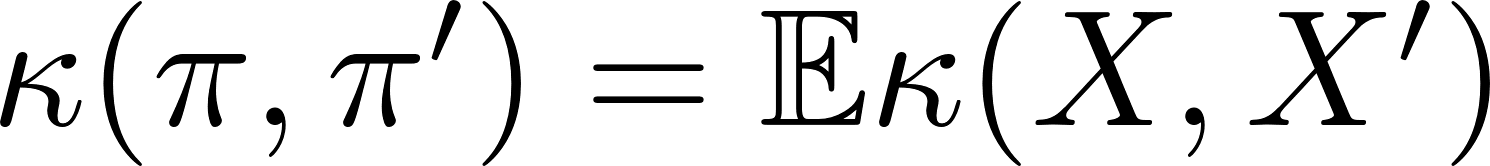 κ(π, π′) = 𝔼κ(X, X′)